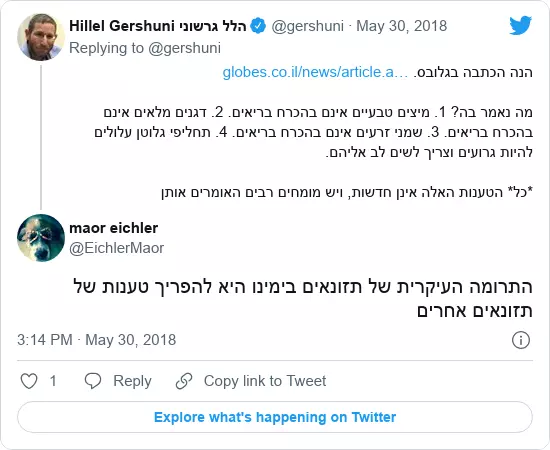 Hillel Gershuni הלל גרשוני @gershuni · May 30, 2018
Replying to @gershuni
הנה הכתבה בגלובס. globes.co.il/news/article.a…
מה נאמר בה? 1. מיצים טבעיים אינם בהכרח בריאים. 2. דגנים מלאים אינם
בהכרח בריאים. 3. שמני זרעים אינם בהכרח בריאים. 4. תחליפי גלוטן עלולים
להיות גרועים וצריך לשים לב אליהם.
*כל* הטענות האלה אינן חדשות, ויש מומחים רבים האומרים אותן
maor eichler
@EichlerMaor
התרומה העיקרית של תזונאים בימינו היא להפריך טענות של
תזונאים אחרים
3:14 PM · May 30, 2018
1 Reply Copy link to Tweet
Explore what's happening on Twitter